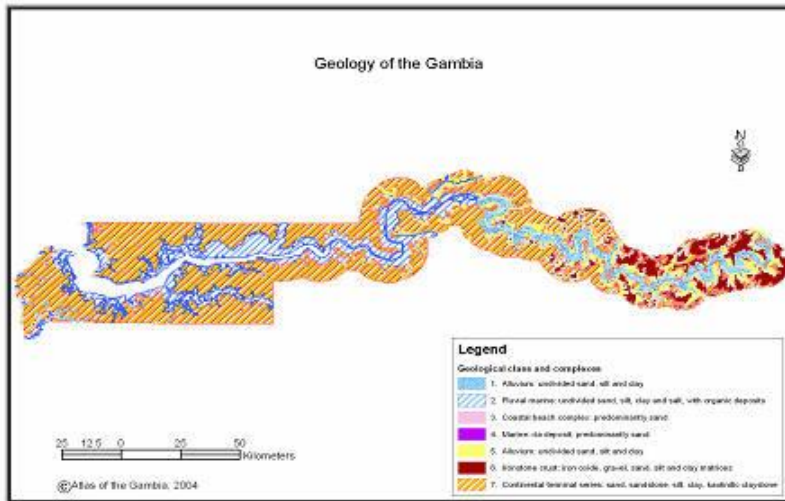 Geology of the Gambia
N
Legend
Geological class and complexes
1. Alluvium: undivided sand, silt and clay
2. Fluvial marine: undivided sand, silt, clay and salt, with organic deposits
3. Coastal beach complex: predominantly sand
4. Marine deposit: predominantly sand
5. Alluvium: undivided sand, silt and clay
6. Ironstone crust: iron oxide, gravel, sand, silt and clay matrices
7. Continental terminal series: sand, sandstone silt, clay, kaolinitic claystone
25 12.5 0 25 50
Kilometers
©Atlas of the Gambia, 2004